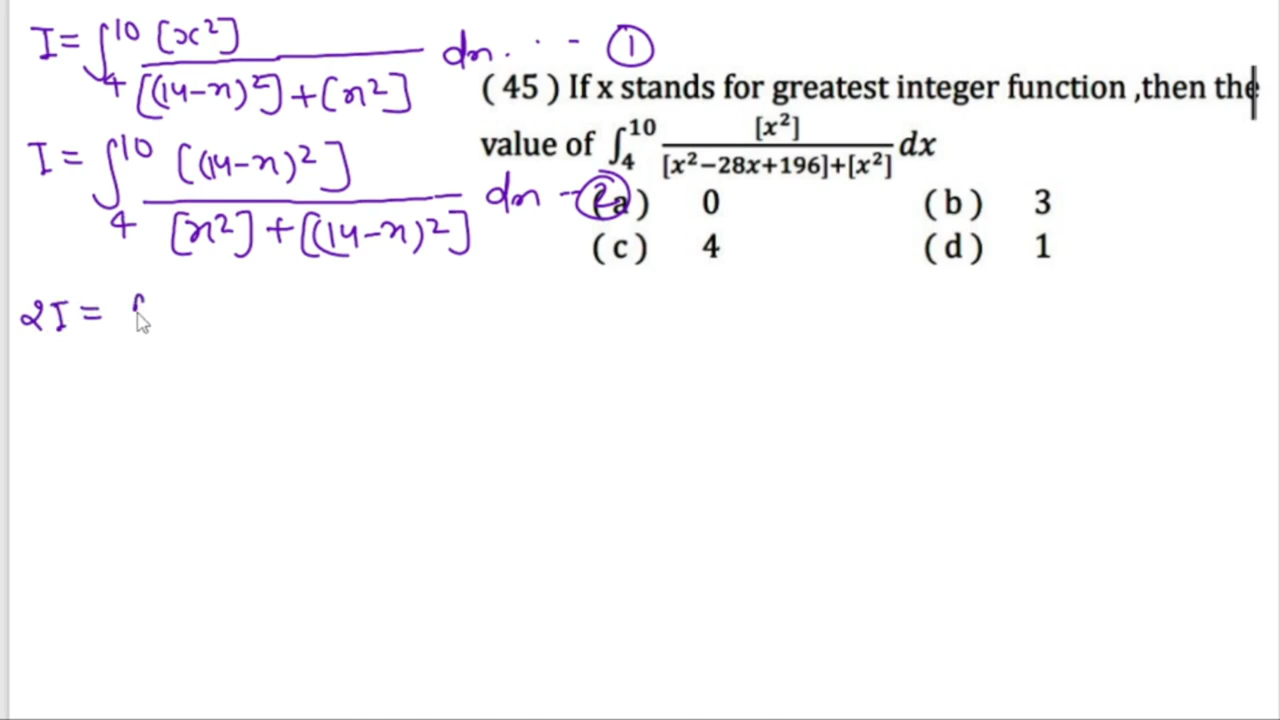 I = ∫₄¹⁰ [x²] / [(14-x)²] + [x²] dx ... - ①
I = ∫₄¹⁰ [(14-x)²] / [x²] + [(14-x)²] dx - ②
2I =
( 45 ) If x stands for greatest integer function ,then the
value of ∫₄¹⁰ [x²] / [x²−28x+196]+[x²] dx
( a ) 0 ( b ) 3
( c ) 4 ( d ) 1